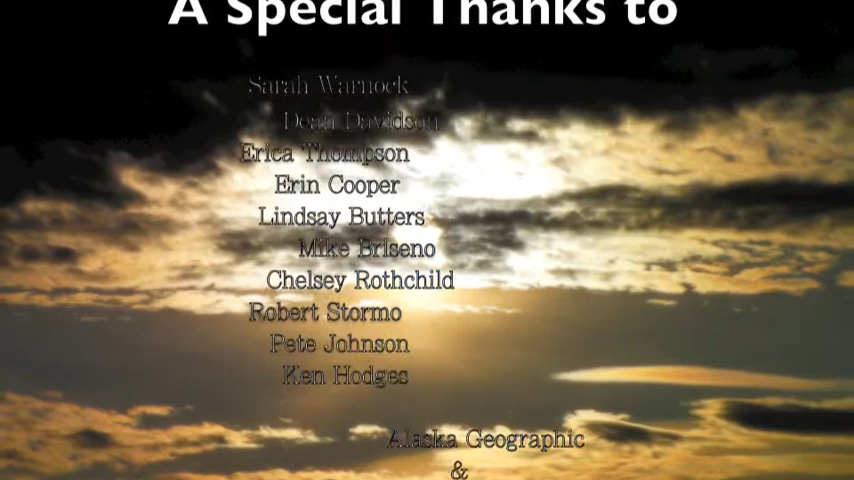 A Special Thanks to
Sarah Warnock
Dean Davidson
Erica Thompson
Erin Cooper
Lindsay Butters
Mike Briseno
Chelsey Rothchild
Robert Stormo
Pete Johnson
Ken Hodges
Alaska Geographic
&